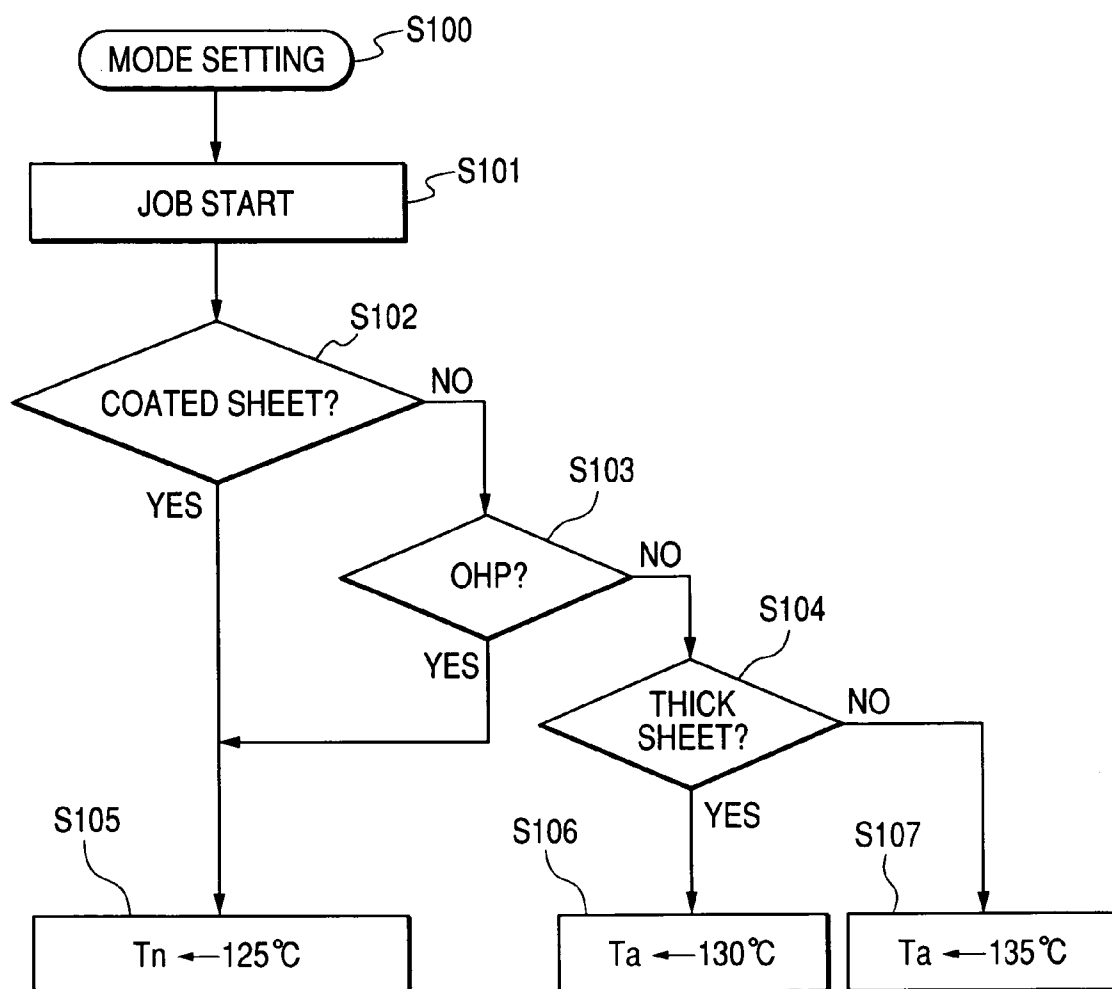 MODE SETTING
S100
JOB START
S101
COATED SHEET?
S102
NO
YES
OHP?
S103
NO
YES
THICK
SHEET?
S104
NO
YES
S105
Tn ←125°C
S106
Ta ←130°C
S107
Ta ←135°C